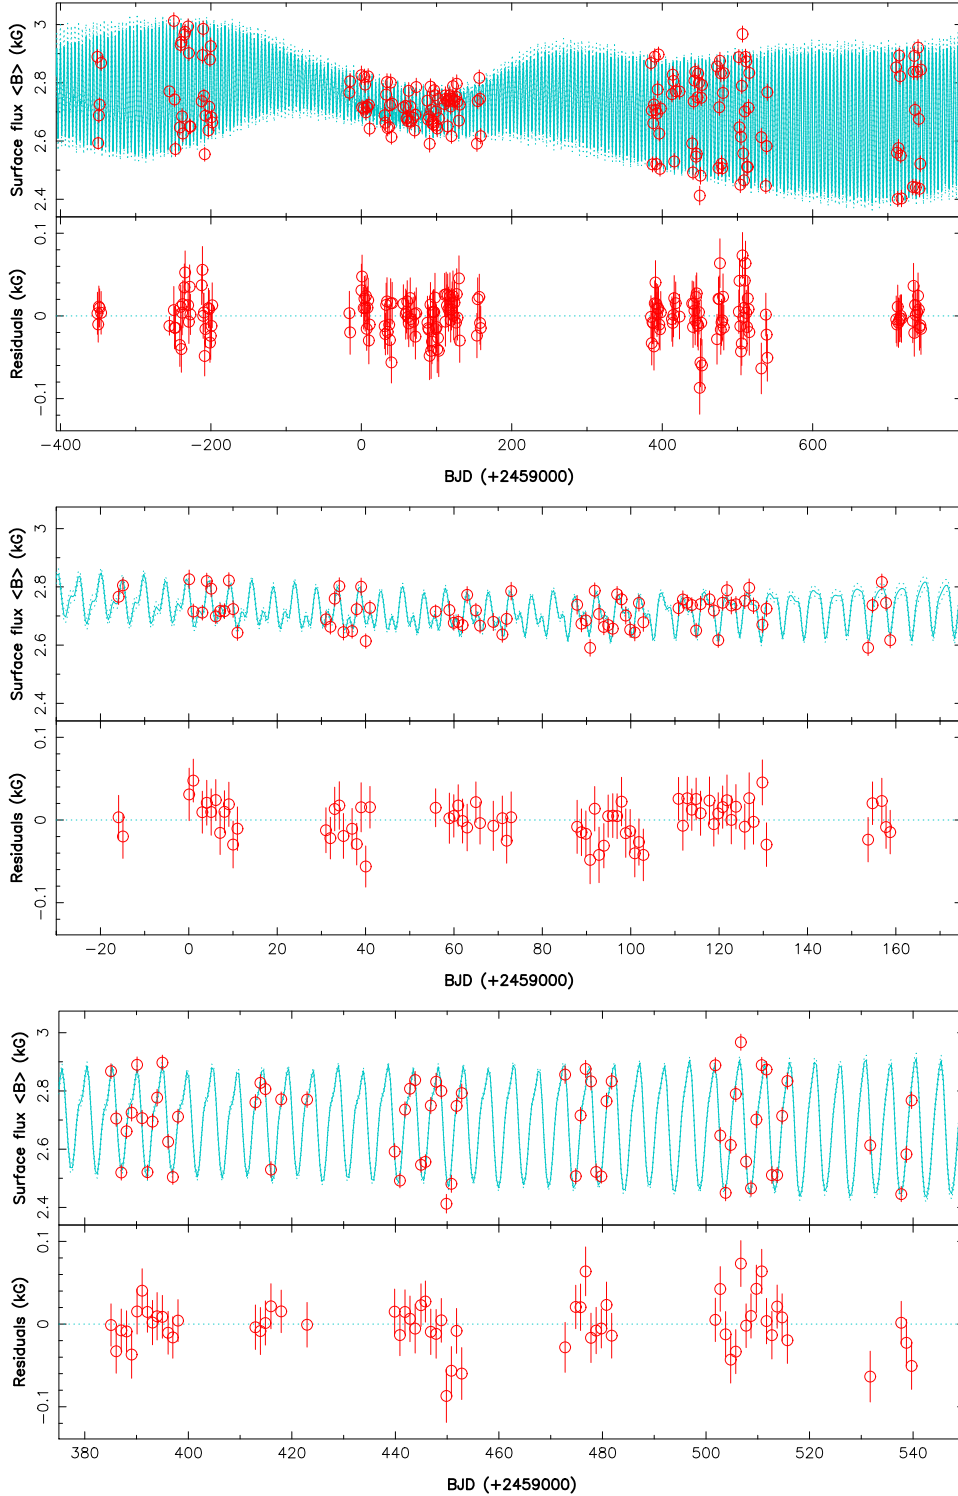 Surface flux <B> (kG)
3
2.8
2.6
2.4
Residuals (kG)
0.1
0
−0.1
−400 −200 0 200 400 600
BJD (+2459000)
Surface flux <B> (kG)
3
2.8
2.6
2.4
Residuals (kG)
0.1
0
−0.1
−20 0 20 40 60 80 100 120 140 160
BJD (+2459000)
Surface flux <B> (kG)
3
2.8
2.6
2.4
Residuals (kG)
0.1
0
−0.1
380 400 420 440 460 480 500 520 540
BJD (+2459000)